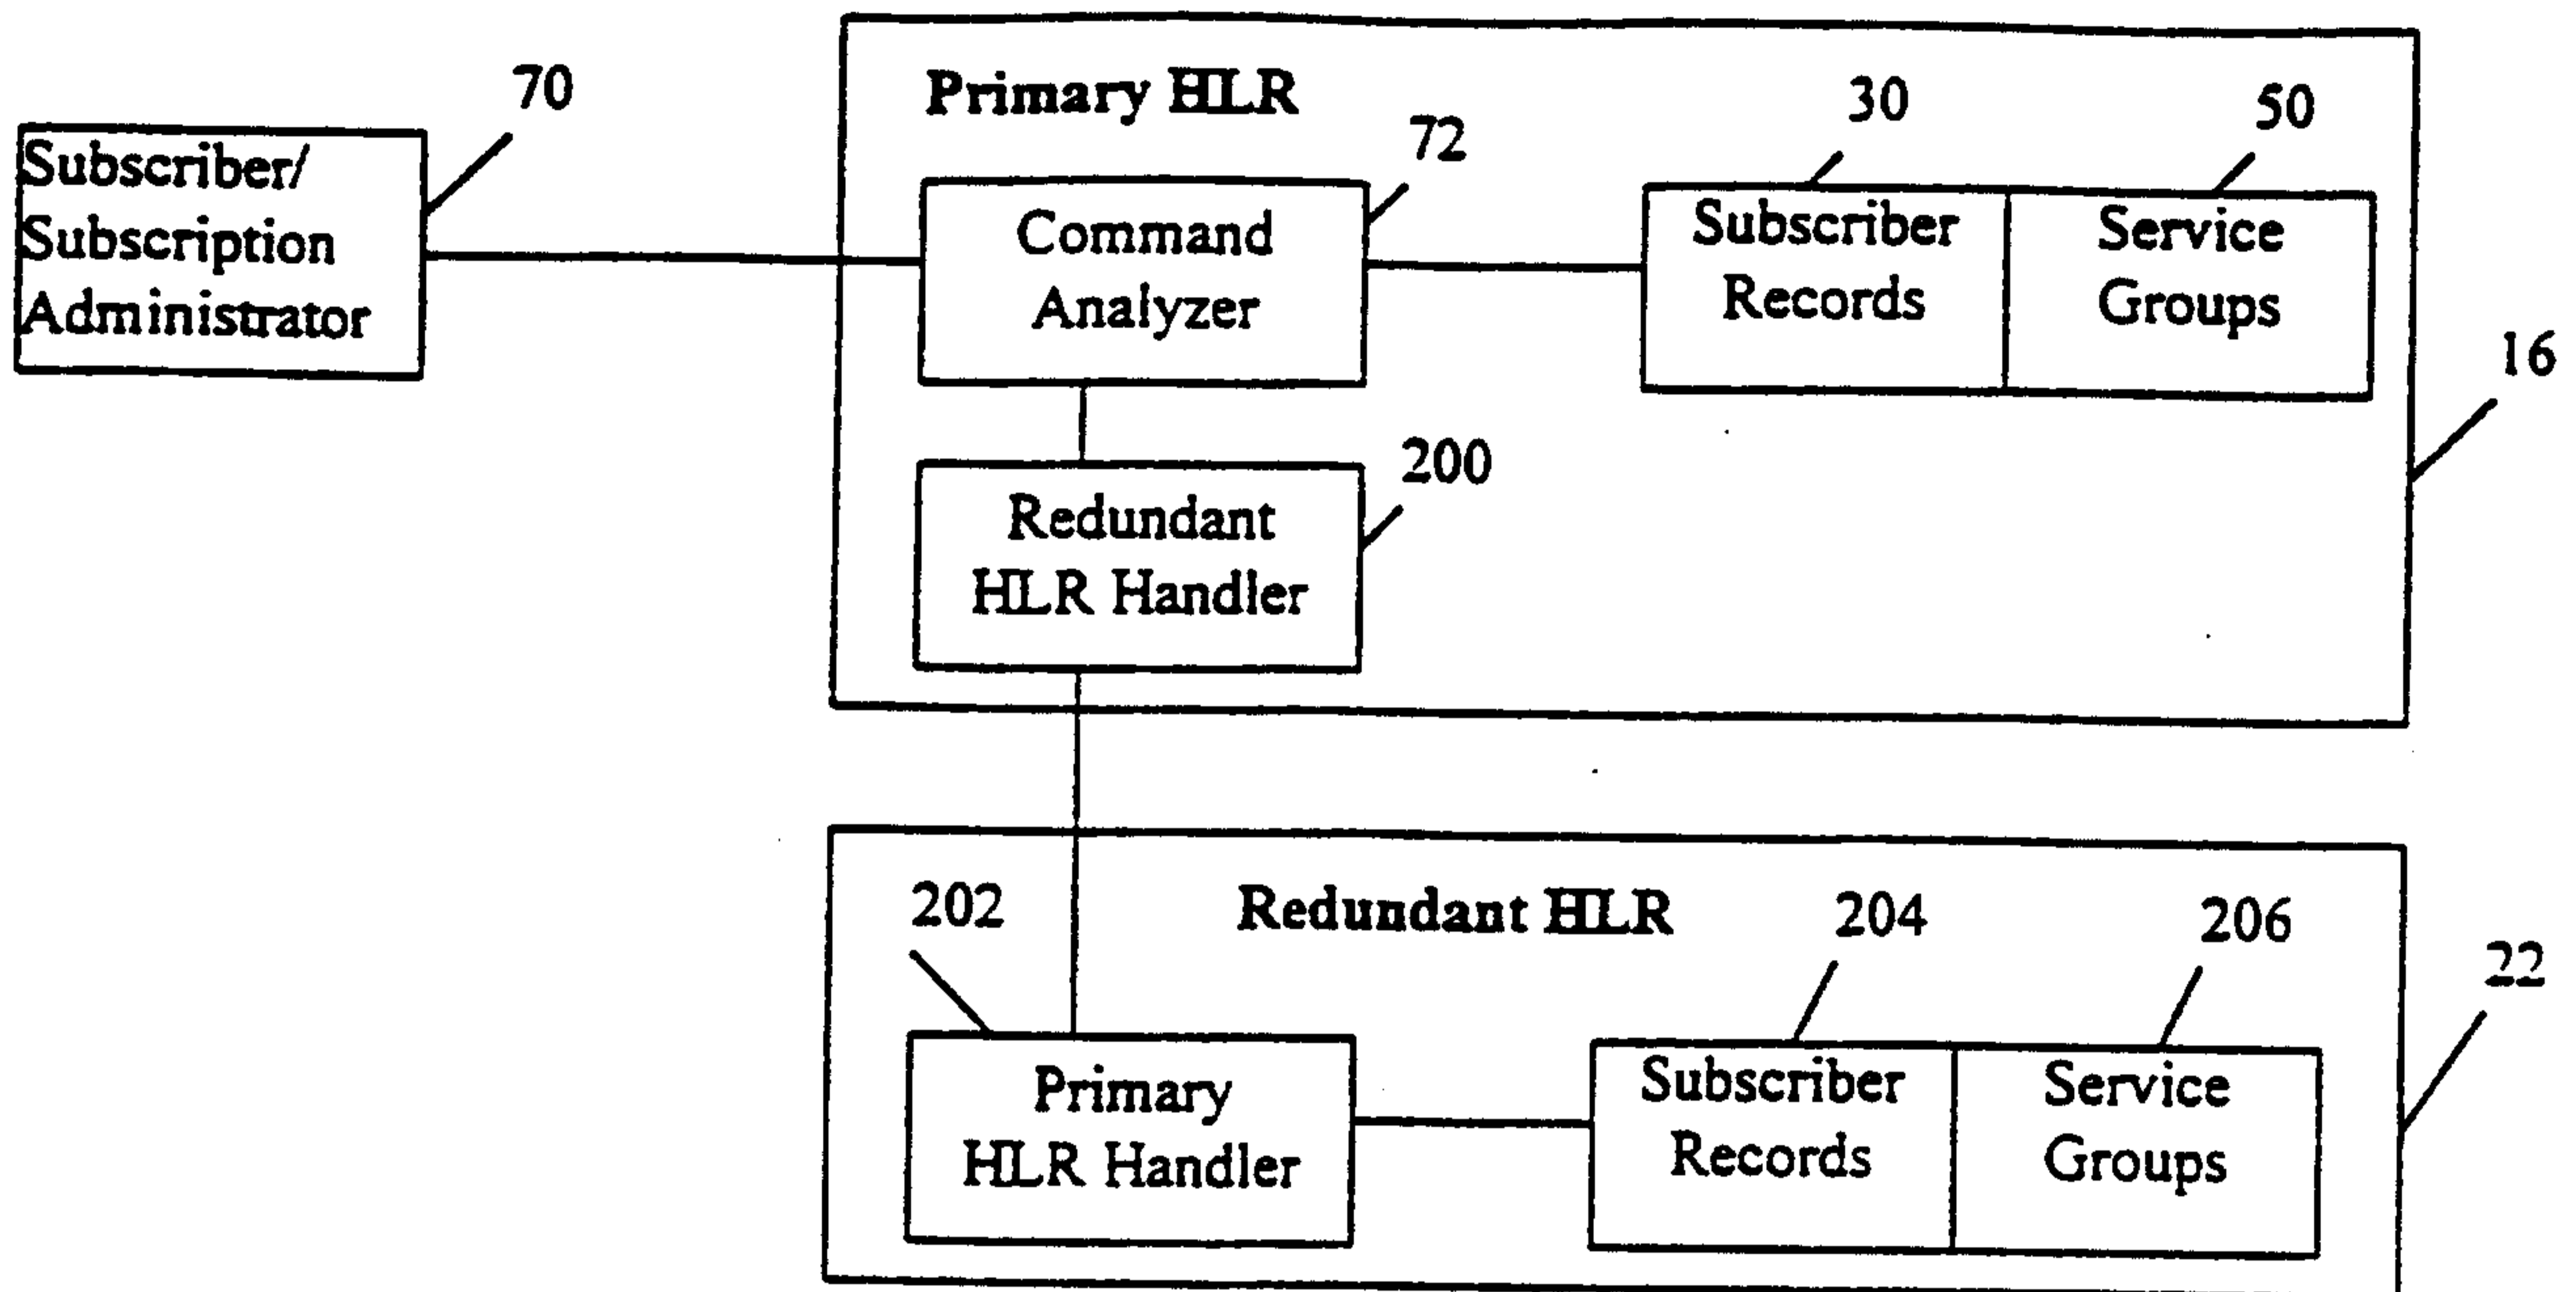 70
Subscriber/
Subscription
Administrator
Primary HLR
72
30
50
Command
Analyzer
Subscriber
Records
Service
Groups
16
200
Redundant
HLR Handler
202
Redundant HLR
204
206
22
Primary
HLR Handler
Subscriber
Records
Service
Groups